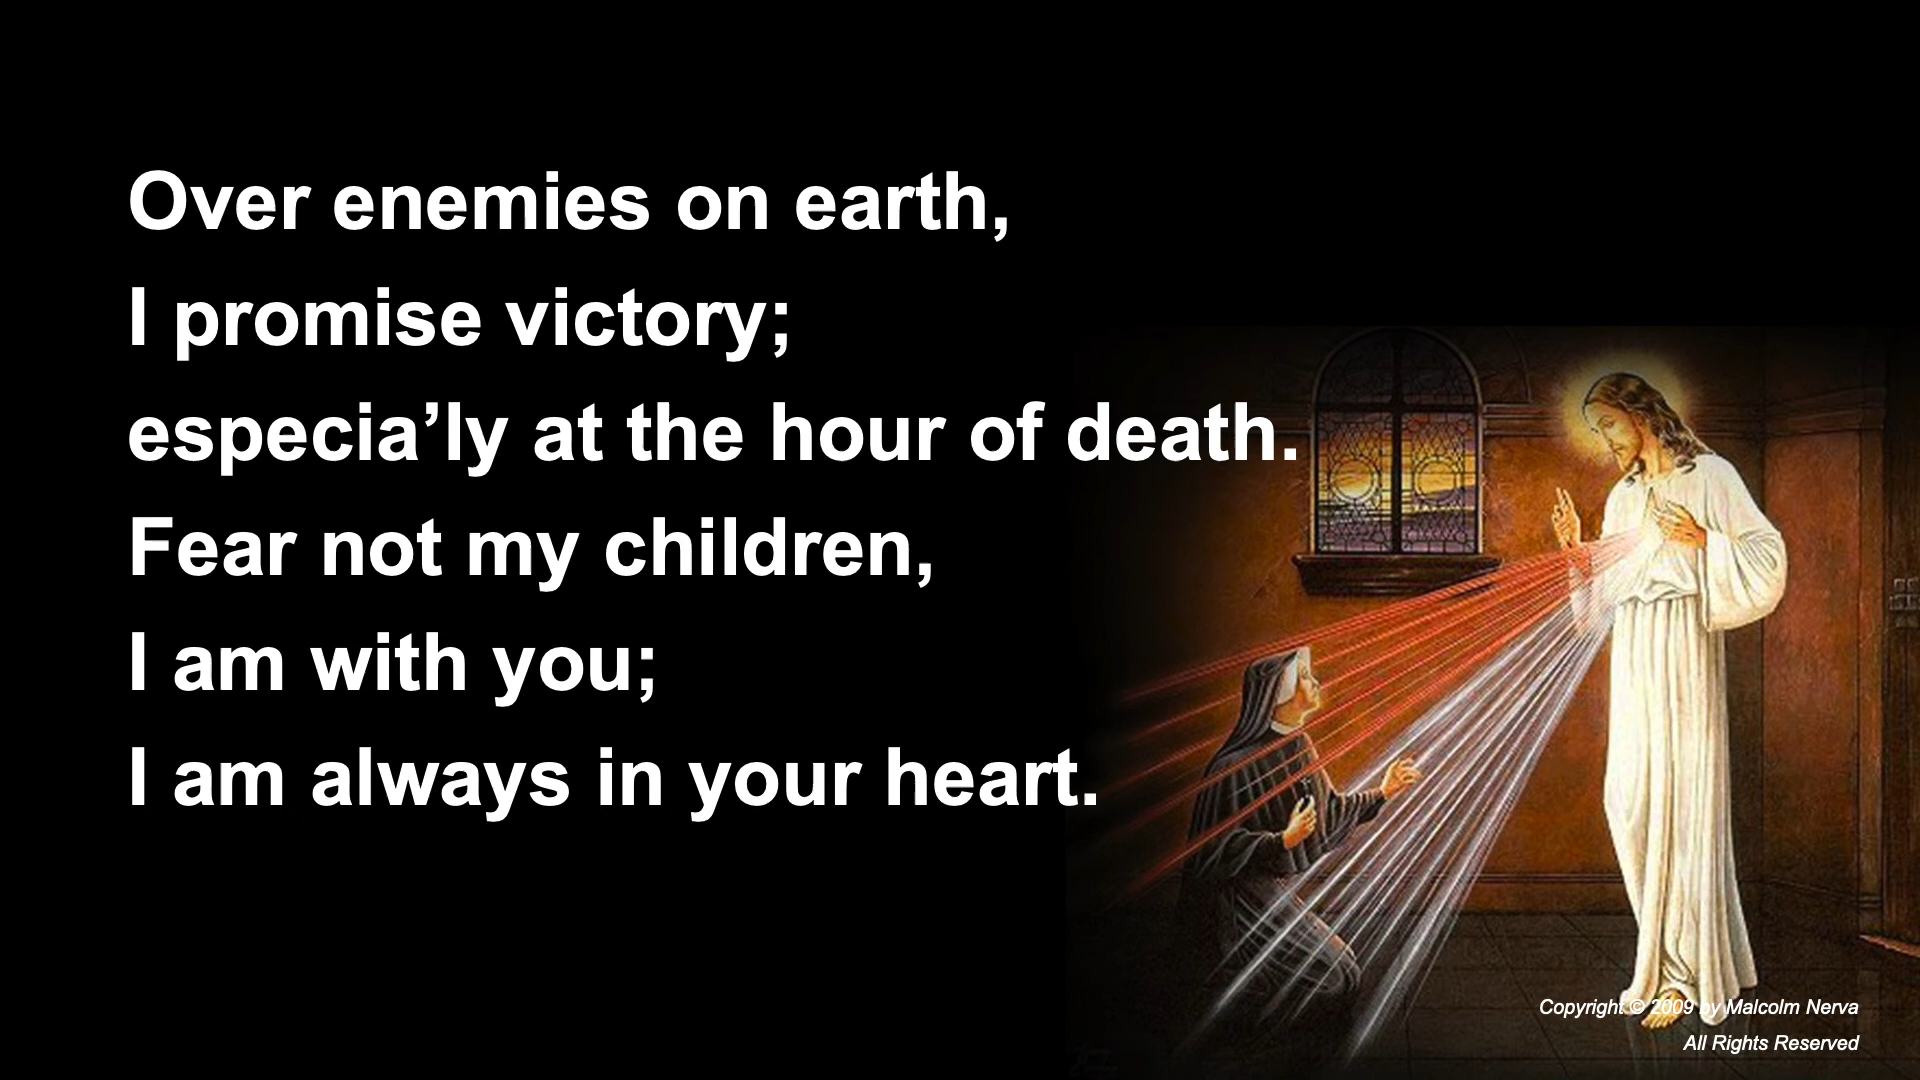 Over enemies on earth,
I promise victory;
especia’ly at the hour of death.
Fear not my children,
I am with you;
I am always in your heart.
Copyright © 2009 by Malcolm Nerva
All Rights Reserved